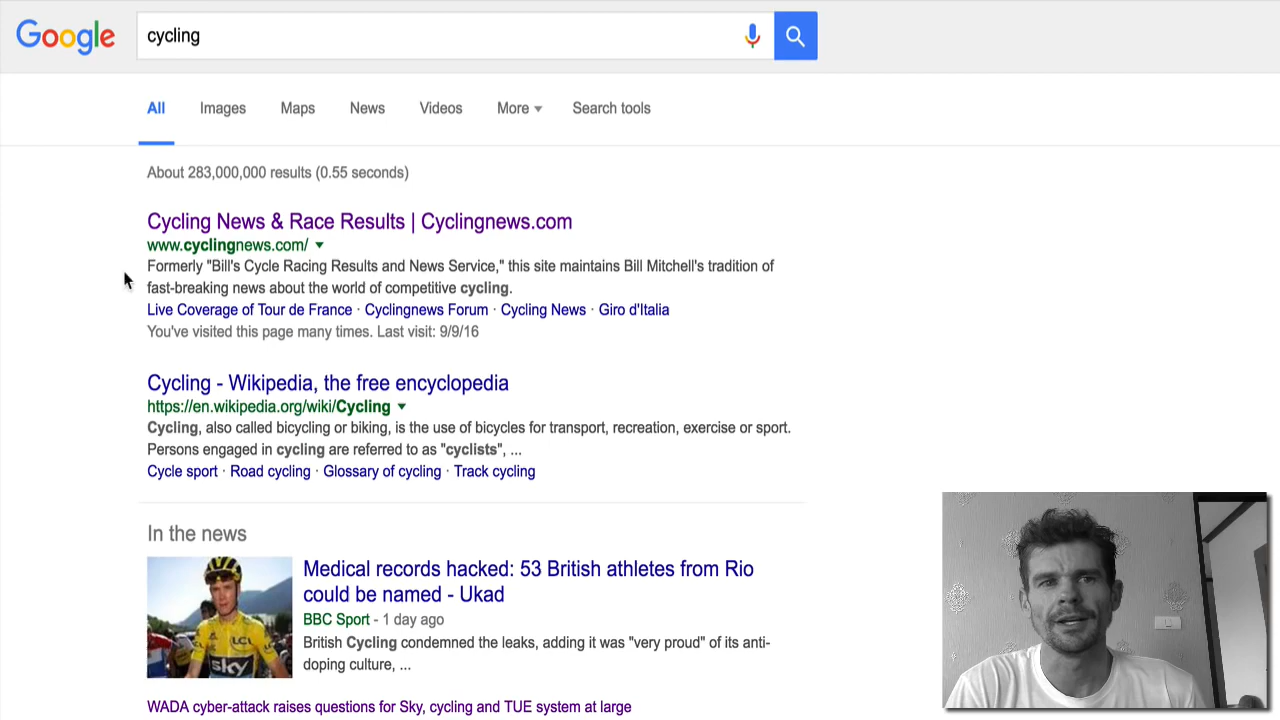 Google
cycling
All Images Maps News Videos More Search tools
About 283,000,000 results (0.55 seconds)
Cycling News & Race Results | Cyclingnews.com
www.cyclingnews.com/
Formerly "Bill's Cycle Racing Results and News Service," this site maintains Bill Mitchell's tradition of
fast-breaking news about the world of competitive cycling.
Live Coverage of Tour de France · Cyclingnews Forum · Cycling News · Giro d'Italia
You've visited this page many times. Last visit: 9/9/16
Cycling - Wikipedia, the free encyclopedia
https://en.wikipedia.org/wiki/Cycling
Cycling, also called bicycling or biking, is the use of bicycles for transport, recreation, exercise or sport.
Persons engaged in cycling are referred to as "cyclists", ...
Cycle sport · Road cycling · Glossary of cycling · Track cycling
In the news
Medical records hacked: 53 British athletes from Rio
could be named - Ukad
BBC Sport - 1 day ago
British Cycling condemned the leaks, adding it was "very proud" of its anti-
doping culture, ...
LCL
sky
WADA cyber-attack raises questions for Sky, cycling and TUE system at large